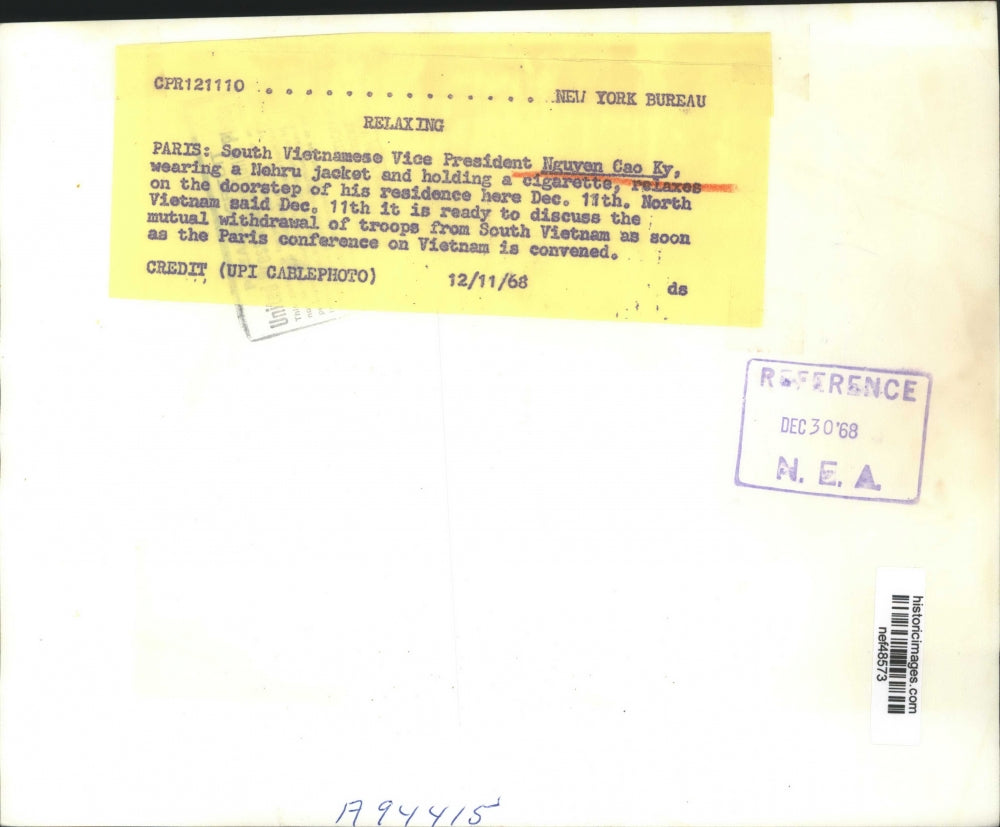 CPR121110 . . . . . . . . . . . . . . . . NEW YORK BUREAU
RELAXING
PARIS: South Vietnamese Vice President Nguyen Cao Ky,
wearing a Nehru jacket and holding a cigarette, relaxes
on the doorstep of his residence here Dec. 11th. North
Vietnam said Dec. 11th it is ready to discuss the
mutual withdrawal of troops from South Vietnam as soon
as the Paris conference on Vietnam is convened.
CREDIT (UPI CABLEPHOTO) 12/11/68 ds
REFERENCE
DEC 30 '68
N. E. A.
historicimages.com
nef48573
A94415